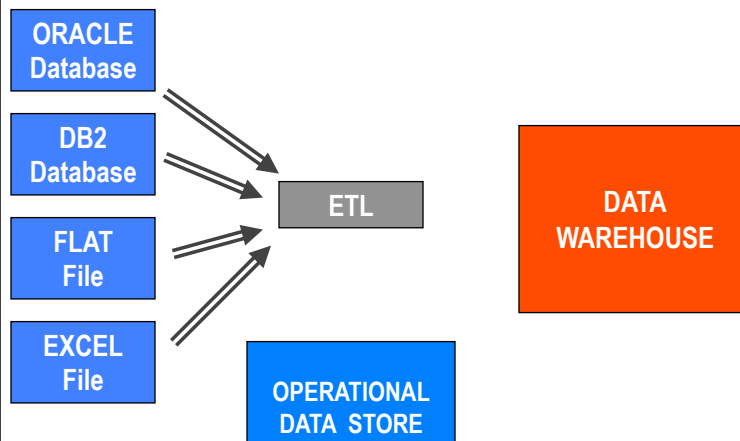 ORACLE
Database
DB2
Database
FLAT
File
EXCEL
File
ETL
OPERATIONAL
DATA STORE
DATA
WAREHOUSE